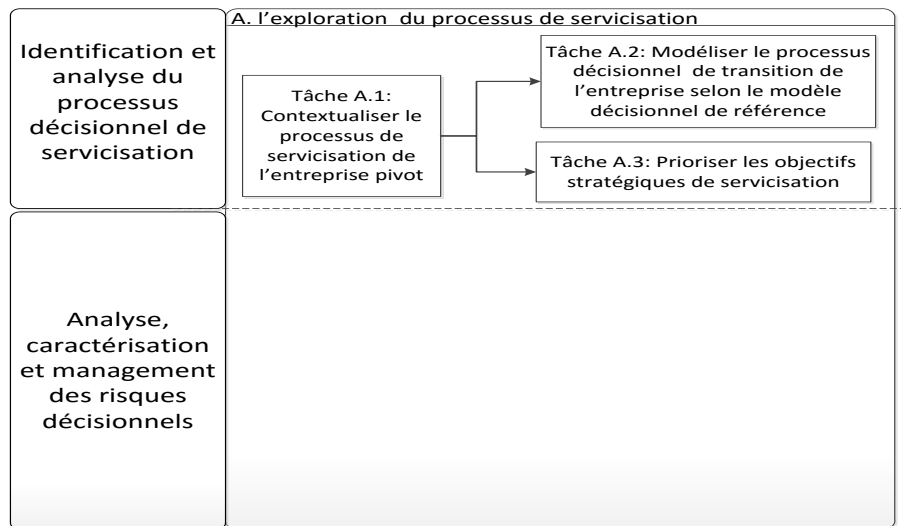 A. l’exploration du processus de servicisation
Identification et
analyse du
processus
décisionnel de
servicisation
Tâche A.1:
Contextualiser le
processus de
servicisation de
l’entreprise pivot
Tâche A.2: Modéliser le processus
décisionnel de transition de
l’entreprise selon le modèle
décisionnel de référence
Tâche A.3: Prioriser les objectifs
stratégiques de servicisation
Analyse,
caractérisation
et management
des risques
décisionnels